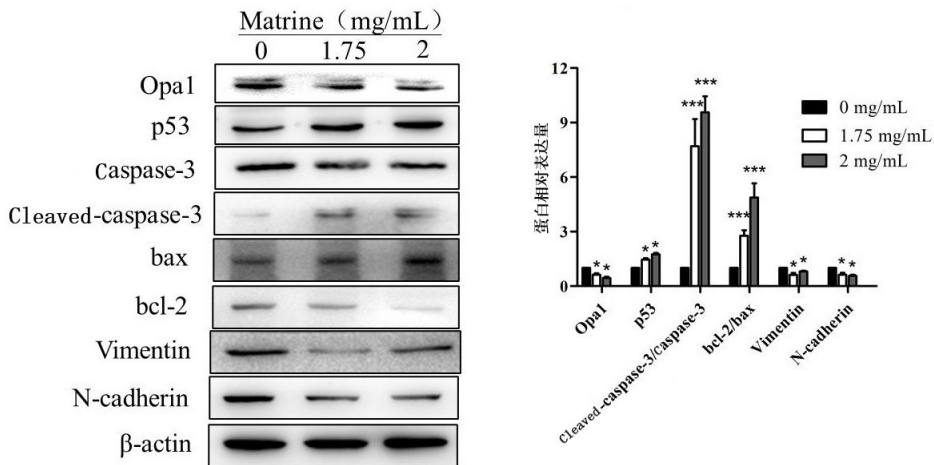 Matrine（mg/mL）
0 1.75 2
Opa1
p53
Caspase-3
Cleaved-caspase-3
bax
bcl-2
Vimentin
N-cadherin
β-actin
蛋白相对表达量
12
9
6
3
0
*** ***
*** ***
* *
* *
* *
* *
0 mg/mL
1.75 mg/mL
2 mg/mL
Opa1
p53
Cleaved-caspase-3/caspase-3
bcl-2/bax
Vimentin
N-cadherin